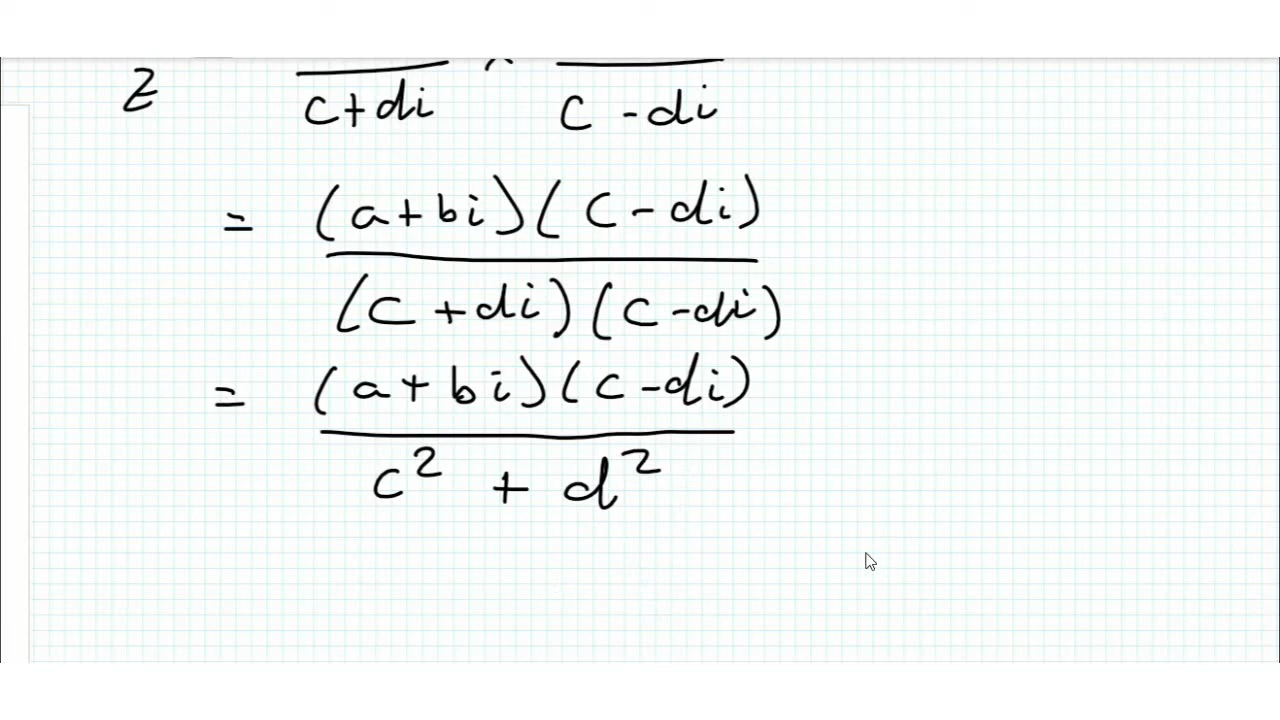 z c+di × c-di
= (a+bi)(c-di)
(c+di)(c-di)
= (a+bi)(c-di)
c² + d²